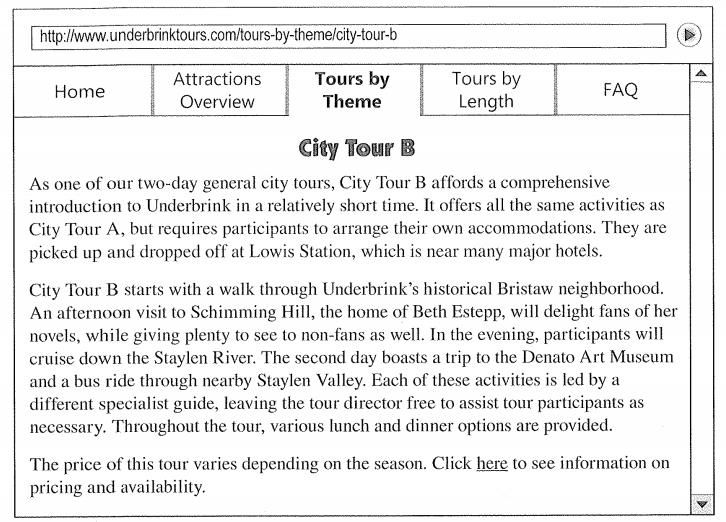 http://www.underbrinktours.com/tours-by-theme/city-tour-b
Home
Attractions
Overview
Tours by
Theme
Tours by
Length
FAQ
City Tour B
As one of our two-day general city tours, City Tour B affords a comprehensive
introduction to Underbrink in a relatively short time. It offers all the same activities as
City Tour A, but requires participants to arrange their own accommodations. They are
picked up and dropped off at Lowis Station, which is near many major hotels.
City Tour B starts with a walk through Underbrink's historical Bristaw neighborhood.
An afternoon visit to Schimming Hill, the home of Beth Estepp, will delight fans of her
novels, while giving plenty to see to non-fans as well. In the evening, participants will
cruise down the Staylen River. The second day boasts a trip to the Denato Art Museum
and a bus ride through nearby Staylen Valley. Each of these activities is led by a
different specialist guide, leaving the tour director free to assist tour participants as
necessary. Throughout the tour, various lunch and dinner options are provided.
The price of this tour varies depending on the season. Click here to see information on
pricing and availability.